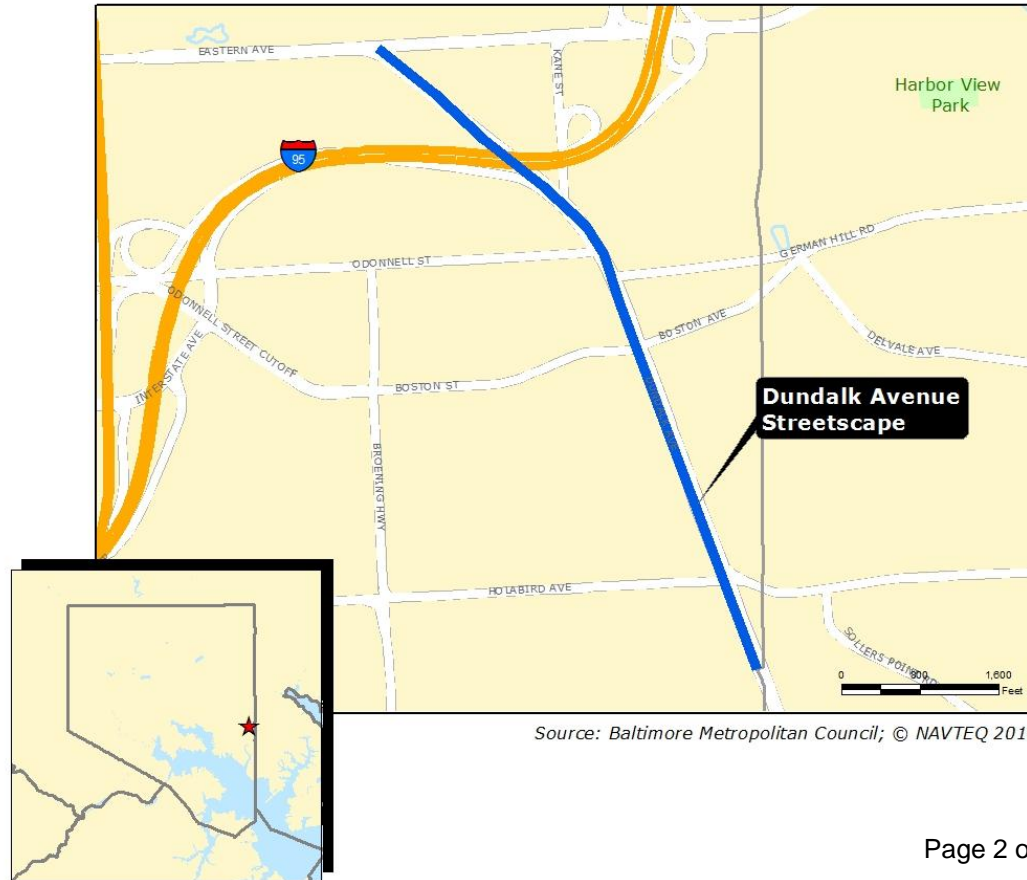 EASTERN AVE
KANE ST
Harbor View
Park
95
GERMAN HILL RD
ODONNELL ST
ODONNELL STREET CUTOFF
BOSTON AVE
INTERSTATE AVE
DELVALE AVE
BOSTON ST
Dundalk Avenue
Streetscape
BROENING HWY
HOLABIRD AVE
SOLLERS POINT RD
0 800 1,600
Feet
Source: Baltimore Metropolitan Council; © NAVTEQ 201
Page 2 o